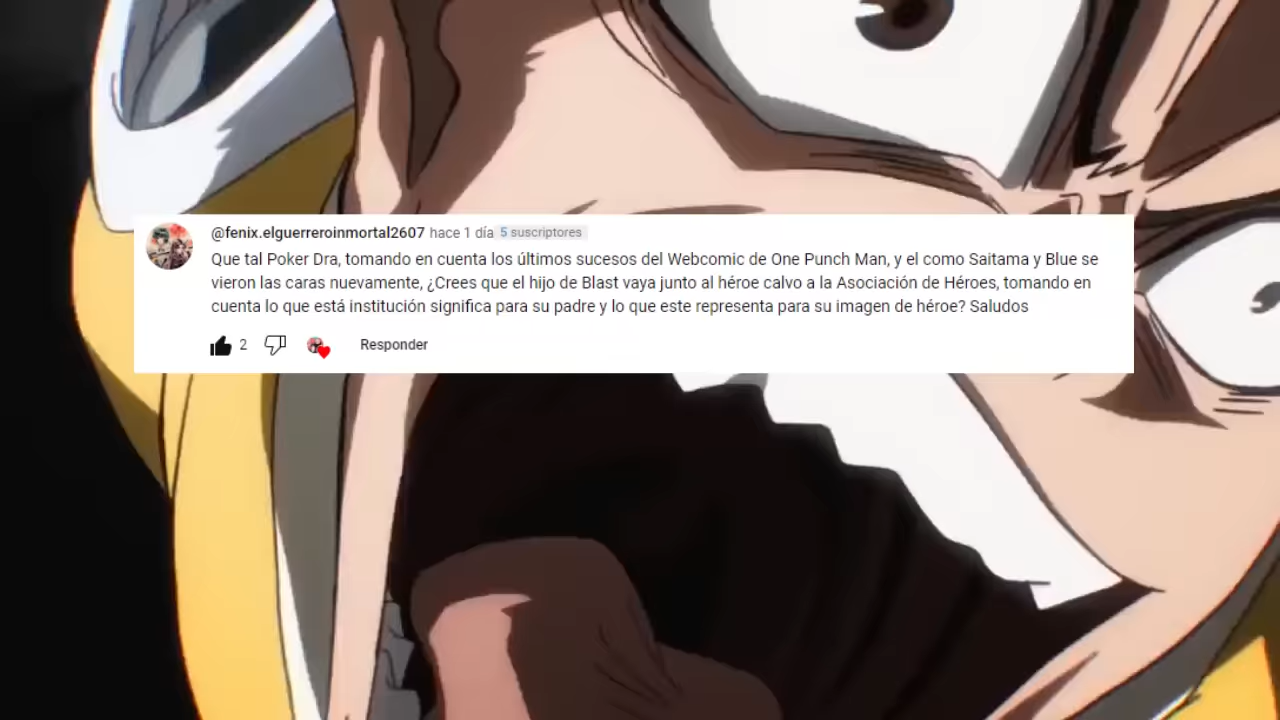 @fenix.elguerreroinmortal2607 hace 1 día 5 suscriptores
Que tal Poker Dra, tomando en cuenta los últimos sucesos del Webcomic de One Punch Man, y el como Saitama y Blue se
vieron las caras nuevamente, ¿Crees que el hijo de Blast vaya junto al héroe calvo a la Asociación de Héroes, tomando en
cuenta lo que está institución significa para su padre y lo que este representa para su imagen de héroe? Saludos
2 Responder